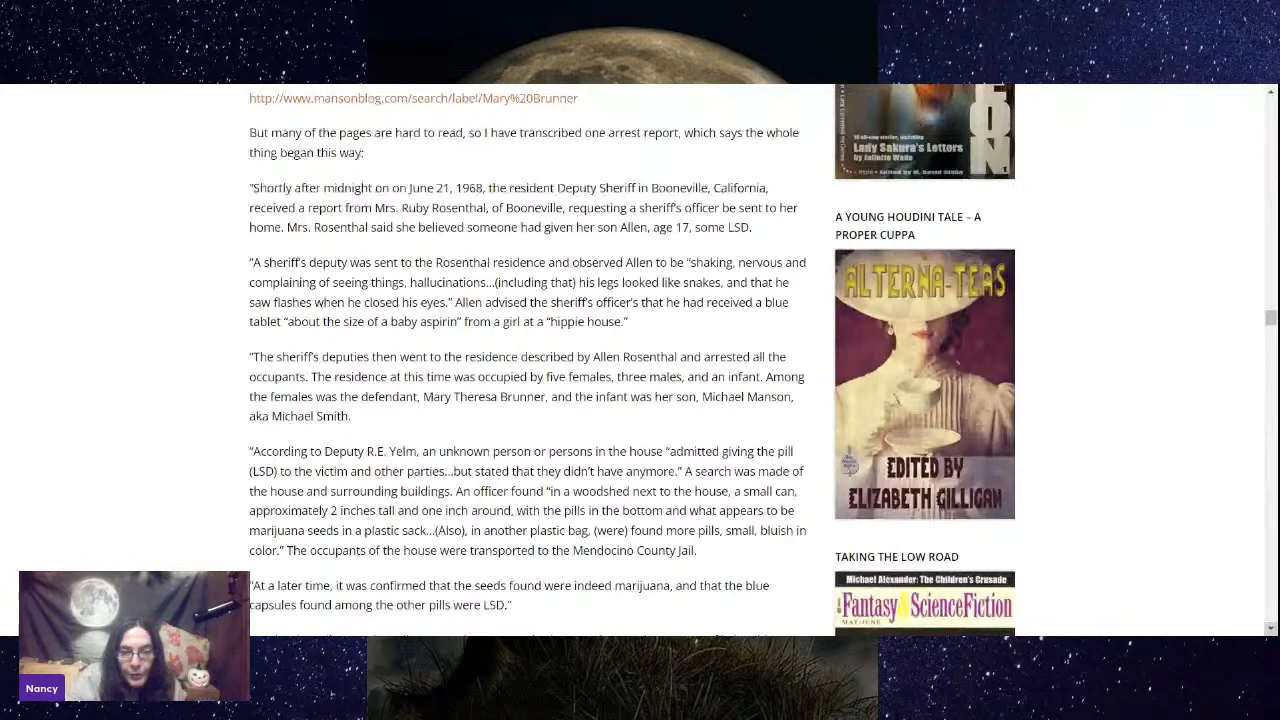 http://www.mansonblog.com/search/label/Mary%20Brunner
But many of the pages are hard to read, so I have transcribed one arrest report, which says the whole
thing began this way:
"Shortly after midnight on on June 21, 1968, the resident Deputy Sheriff in Booneville, California,
received a report from Mrs. Ruby Rosenthal, of Booneville, requesting a sheriff's officer be sent to her
home. Mrs. Rosenthal said she believed someone had given her son Allen, age 17, some LSD.
"A sheriff's deputy was sent to the Rosenthal residence and observed Allen to be "shaking, nervous and
complaining of seeing things, hallucinations...(including that) his legs looked like snakes, and that he
saw flashes when he closed his eyes." Allen advised the sheriff's officer's that he had received a blue
tablet "about the size of a baby aspirin" from a girl at a "hippie house."
"The sheriff's deputies then went to the residence described by Allen Rosenthal and arrested all the
occupants. The residence at this time was occupied by five females, three males, and an infant. Among
the females was the defendant, Mary Theresa Brunner, and the infant was her son, Michael Manson,
aka Michael Smith.
"According to Deputy R.E. Yelm, an unknown person or persons in the house "admitted giving the pill
(LSD) to the victim and other parties...but stated that they didn't have anymore." A search was made of
the house and surrounding buildings. An officer found "in a woodshed next to the house, a small can,
approximately 2 inches tall and one inch around, with the pills in the bottom and what appears to be
marijuana seeds in a plastic sack...(Also), in another plastic bag, (were) found more pills, small, bluish in
color." The occupants of the house were transported to the Mendocino County Jail.
"At a later time, it was confirmed that the seeds found were indeed marijuana, and that the blue
capsules found among the other pills were LSD."
Lady Sakura's Letters
by Juliette Wade
A YOUNG HOUDINI TALE – A
PROPER CUPPA
ALTERNA-TEAS
EDITED BY
ELIZABETH GILLIGAN
TAKING THE LOW ROAD
Michael Alexander: The Children's Crusade
Fantasy & ScienceFiction
MAY/JUNE
Nancy